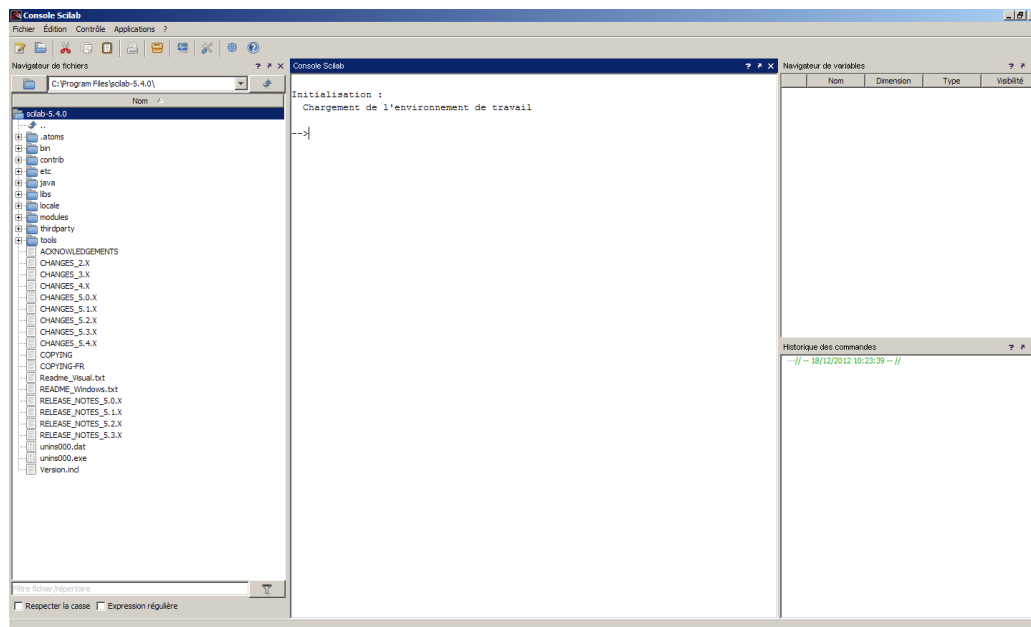 Console Scilab
Fichier Édition Contrôle Applications ?
Navigateur de fichiers
C:\Program Files\scilab-5.4.0\
Nom
scilab-5.4.0
..
.atoms
bin
contrib
etc
java
libs
locale
modules
thirdparty
tools
ACKNOWLEDGEMENTS
CHANGES_2.X
CHANGES_3.X
CHANGES_4.X
CHANGES_5.0.X
CHANGES_5.1.X
CHANGES_5.2.X
CHANGES_5.3.X
CHANGES_5.4.X
COPYING
COPYING-FR
Readme_Visual.txt
README_Windows.txt
RELEASE_NOTES_5.0.X
RELEASE_NOTES_5.1.X
RELEASE_NOTES_5.2.X
RELEASE_NOTES_5.3.X
unins000.dat
unins000.exe
Version.incl
Filtre fichier/répertoire
Respecter la casse Expression régulière
Console Scilab
Initialisation :
Chargement de l'environnement de travail
-->
Navigateur de variables
Nom Dimension Type Visibilité
Historique des commandes
// -- 18/12/2012 10:23:39 -- //